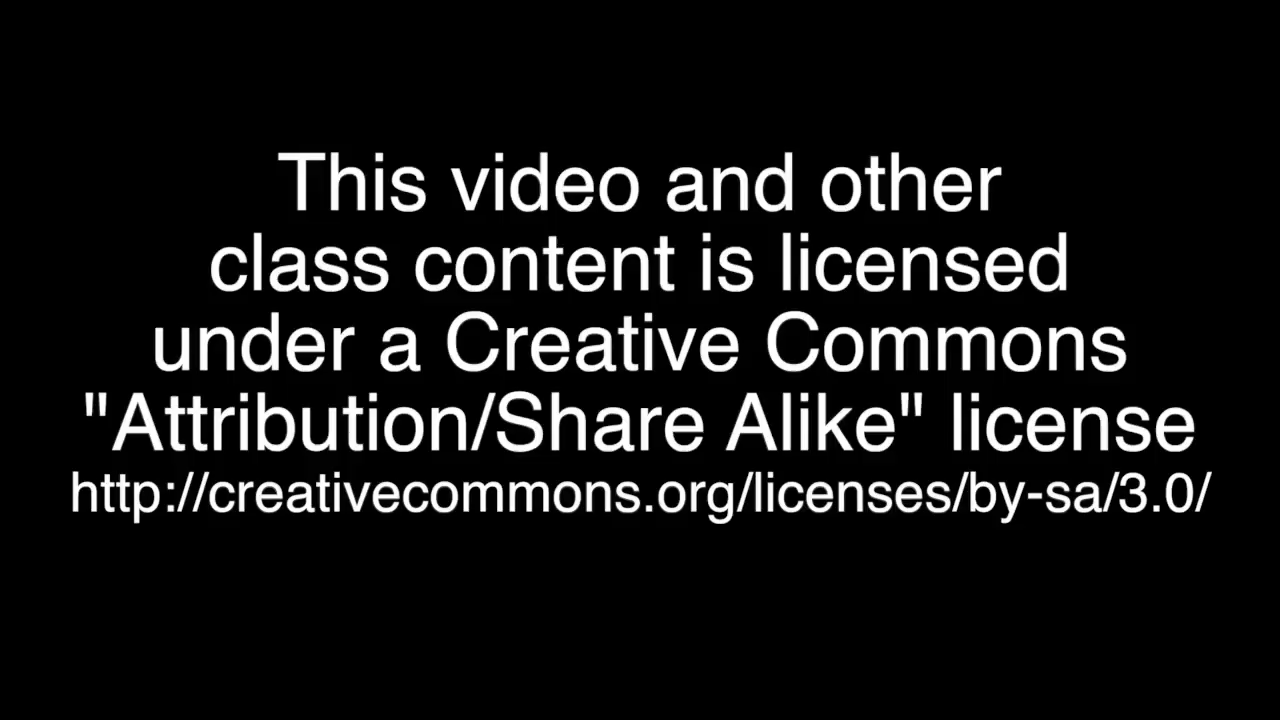 This video and other
class content is licensed
under a Creative Commons
"Attribution/Share Alike" license
http://creativecommons.org/licenses/by-sa/3.0/